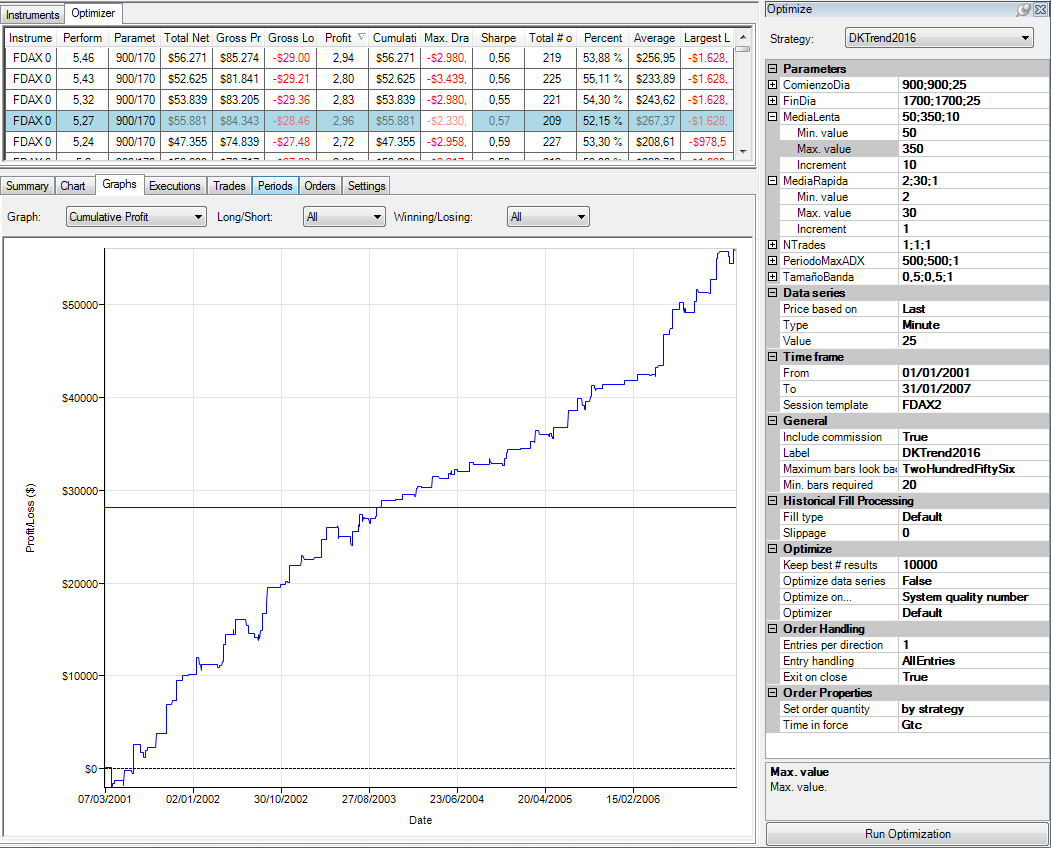 Instruments Optimizer
Instrume Perform Paramet Total Net Gross Pr Gross Lo Profit Cumulati Max. Dra Sharpe Total # o Percent Average Largest L
FDAX 0 5,46 900/170 $56.271 $85.274 -$29.00 2,94 $56.271 -$2.980, 0,56 219 53,88 % $256,95 -$1.628,
FDAX 0 5,43 900/170 $52.625 $81.841 -$29.21 2,80 $52.625 -$3.439, 0,56 225 55,11 % $233,89 -$1.628,
FDAX 0 5,32 900/170 $53.839 $83.205 -$29.36 2,83 $53.839 -$2.980, 0,55 221 54,30 % $243,62 -$1.628,
FDAX 0 5,27 900/170 $55.881 $84.343 -$28.46 2,96 $55.881 -$2.330, 0,57 209 52,15 % $267,37 -$1.628,
FDAX 0 5,24 900/170 $47.355 $74.839 -$27.48 2,72 $47.355 -$2.958, 0,59 227 53,30 % $208,61 -$978,5
Summary Chart Graphs Executions Trades Periods Orders Settings
Graph: Cumulative Profit Long/Short: All Winning/Losing: All
$50000
$40000
$30000
$20000
$10000
$0
Profit/Loss ($)
07/03/2001 02/01/2002 30/10/2002 27/08/2003 23/06/2004 20/04/2005 15/02/2006
Date
Optimize
Strategy: DKTrend2016
Parameters
ComienzoDia 900;900;25
FinDia 1700;1700;25
MediaLenta 50;350;10
Min. value 50
Max. value 350
Increment 10
MediaRapida 2;30;1
Min. value 2
Max. value 30
Increment 1
NTrades 1;1;1
PeriodoMaxADX 500;500;1
TamañoBanda 0,5;0,5;1
Data series
Price based on Last
Type Minute
Value 25
Time frame
From 01/01/2001
To 31/01/2007
Session template FDAX2
General
Include commission True
Label DKTrend2016
Maximum bars look bac TwoHundredFiftySix
Min. bars required 20
Historical Fill Processing
Fill type Default
Slippage 0
Optimize
Keep best # results 10000
Optimize data series False
Optimize on... System quality number
Optimizer Default
Order Handling
Entries per direction 1
Entry handling AllEntries
Exit on close True
Order Properties
Set order quantity by strategy
Time in force Gtc
Max. value
Max. value.
Run Optimization